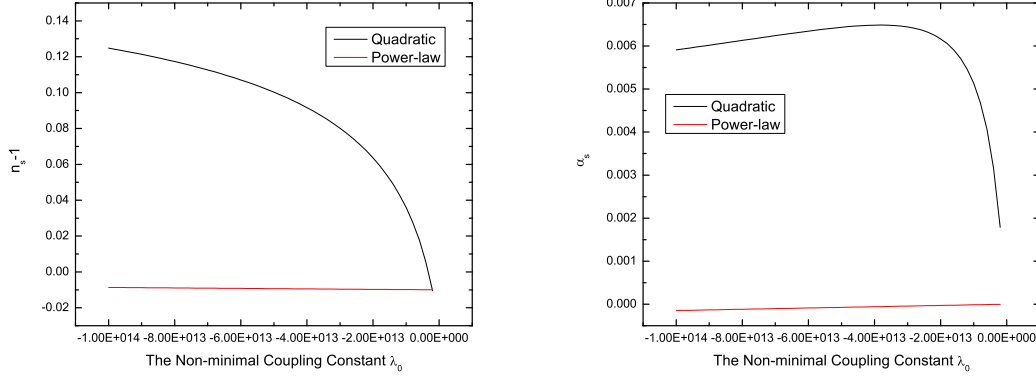 0.14
0.12
0.10
0.08
0.06
0.04
0.02
0.00
-0.02
n_s-1
Quadratic
Power-law
-1.00E+014 -8.00E+013 -6.00E+013 -4.00E+013 -2.00E+013 0.00E+000
The Non-minimal Coupling Constant λ_0
0.007
0.006
0.005
0.004
0.003
0.002
0.001
0.000
α_s
Quadratic
Power-law
-1.00E+014 -8.00E+013 -6.00E+013 -4.00E+013 -2.00E+013 0.00E+000
The Non-minimal Coupling Constant λ_0